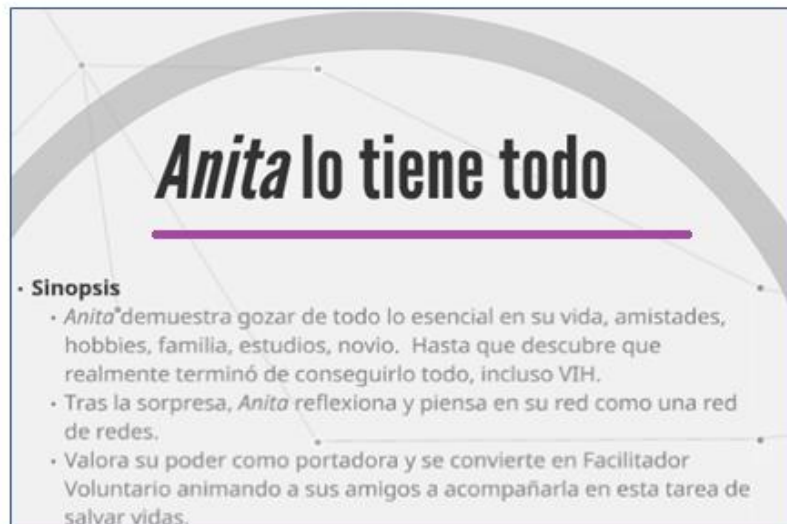 Anita lo tiene todo
· Sinopsis
· Anita demuestra gozar de todo lo esencial en su vida, amistades,
hobbies, familia, estudios, novio. Hasta que descubre que
realmente terminó de conseguirlo todo, incluso VIH.
· Tras la sorpresa, Anita reflexiona y piensa en su red como una red
de redes.
· Valora su poder como portadora y se convierte en Facilitador
Voluntario animando a sus amigos a acompañarla en esta tarea de
salvar vidas.